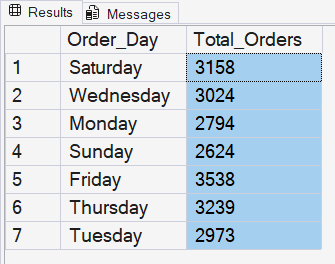 Results Messages
Order_Day Total_Orders
1 Saturday 3158
2 Wednesday 3024
3 Monday 2794
4 Sunday 2624
5 Friday 3538
6 Thursday 3239
7 Tuesday 2973